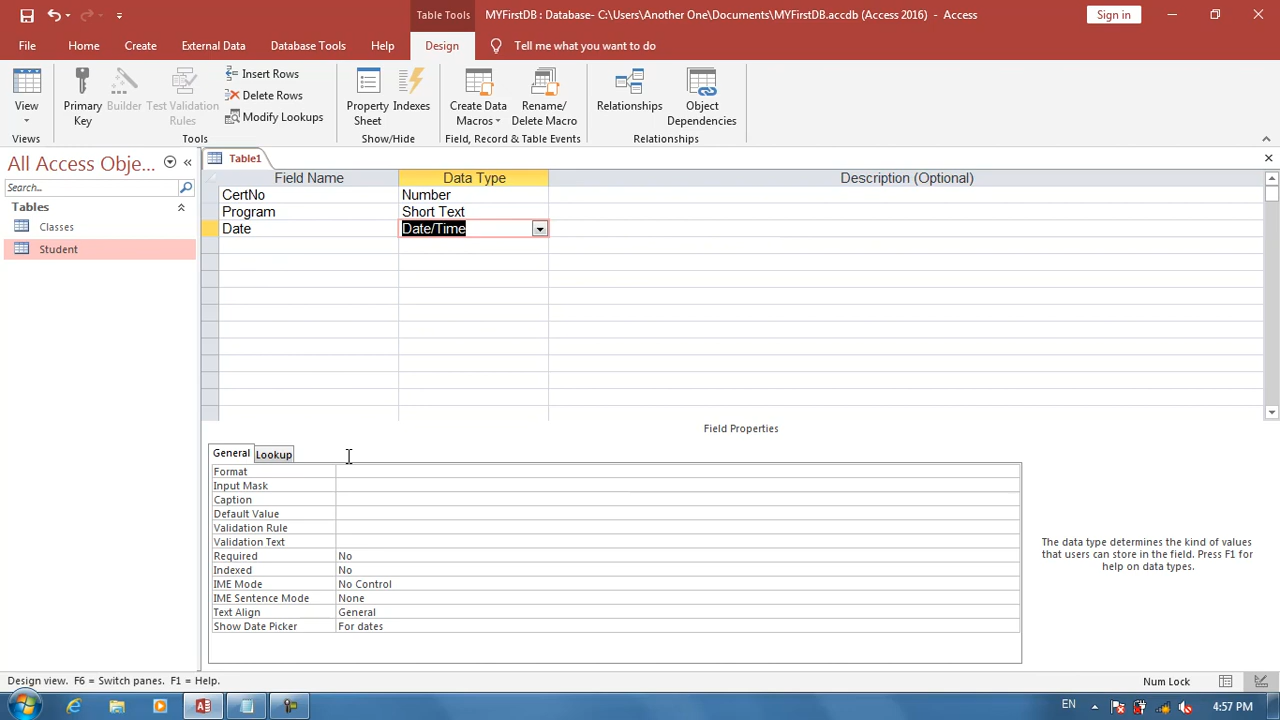 Table Tools
MYFirstDB : Database- C:\Users\Another One\Documents\MYFirstDB.accdb (Access 2016) - Access
Sign in
File Home Create External Data Database Tools Help Design Tell me what you want to do
View
Primary Key
Builder
Test Validation Rules
Insert Rows
Delete Rows
Modify Lookups
Property Sheet
Indexes
Create Data Macros
Rename/ Delete Macro
Relationships
Object Dependencies
Views
Tools
Show/Hide
Field, Record & Table Events
Relationships
All Access Obje...
Search...
Tables
Classes
Student
Table1
Field Name Data Type Description (Optional)
CertNo Number
Program Short Text
Date Date/Time
Field Properties
General Lookup
Format
Input Mask
Caption
Default Value
Validation Rule
Validation Text
Required No
Indexed No
IME Mode No Control
IME Sentence Mode None
Text Align General
Show Date Picker For dates
The data type determines the kind of values
that users can store in the field. Press F1 for
help on data types.
Design view. F6 = Switch panes. F1 = Help.
Num Lock
EN
4:57 PM